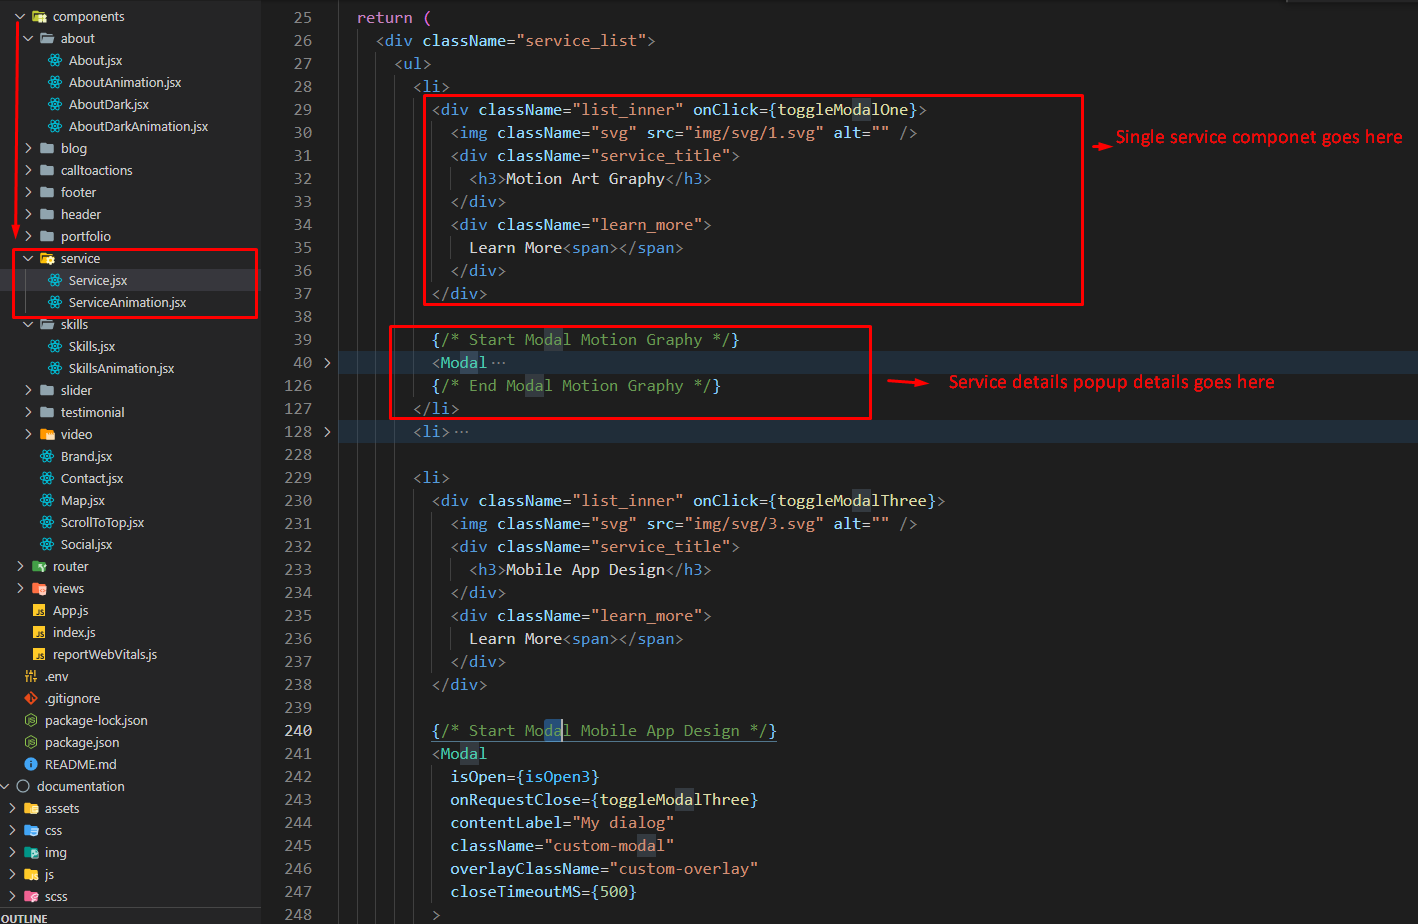 components
about
About.jsx
AboutAnimation.jsx
AboutDark.jsx
AboutDarkAnimation.jsx
blog
calltoactions
footer
header
portfolio
service
Service.jsx
ServiceAnimation.jsx
skills
Skills.jsx
SkillsAnimation.jsx
slider
testimonial
video
Brand.jsx
Contact.jsx
Map.jsx
ScrollToTop.jsx
Social.jsx
router
views
JS App.js
JS index.js
JS reportWebVitals.js
.env
.gitignore
package-lock.json
package.json
README.md
documentation
assets
css
img
js
scss
OUTLINE
25 return (
26 <div className="service_list">
27 <ul>
28 <li>
29 <div className="list_inner" onClick={toggleModalOne}>
30 <img className="svg" src="img/svg/1.svg" alt="" />
31 <div className="service_title">
32 <h3>Motion Art Graphy</h3>
33 </div>
34 <div className="learn_more">
35 Learn More<span></span>
36 </div>
37 </div>
38
39 {/* Start Modal Motion Graphy */}
40 <Modal ···
126 {/* End Modal Motion Graphy */}
127 </li>
128 <li> ···
228
229 <li>
230 <div className="list_inner" onClick={toggleModalThree}>
231 <img className="svg" src="img/svg/3.svg" alt="" />
232 <div className="service_title">
233 <h3>Mobile App Design</h3>
234 </div>
235 <div className="learn_more">
236 Learn More<span></span>
237 </div>
238 </div>
239
240 {/* Start Modal Mobile App Design */}
241 <Modal
242 isOpen={isOpen3}
243 onRequestClose={toggleModalThree}
244 contentLabel="My dialog"
245 className="custom-modal"
246 overlayClassName="custom-overlay"
247 closeTimeoutMS={500}
248 >
Single service componet goes here
Service details popup details goes here